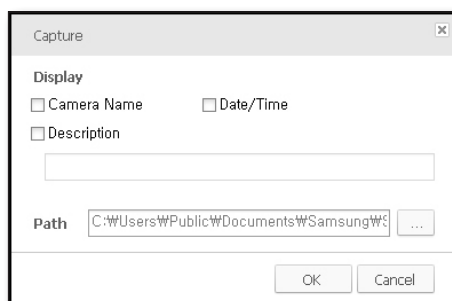 Capture
Display
Camera Name Date/Time
Description
Path C:₩Users₩Public₩Documents₩Samsung₩S ...
OK Cancel